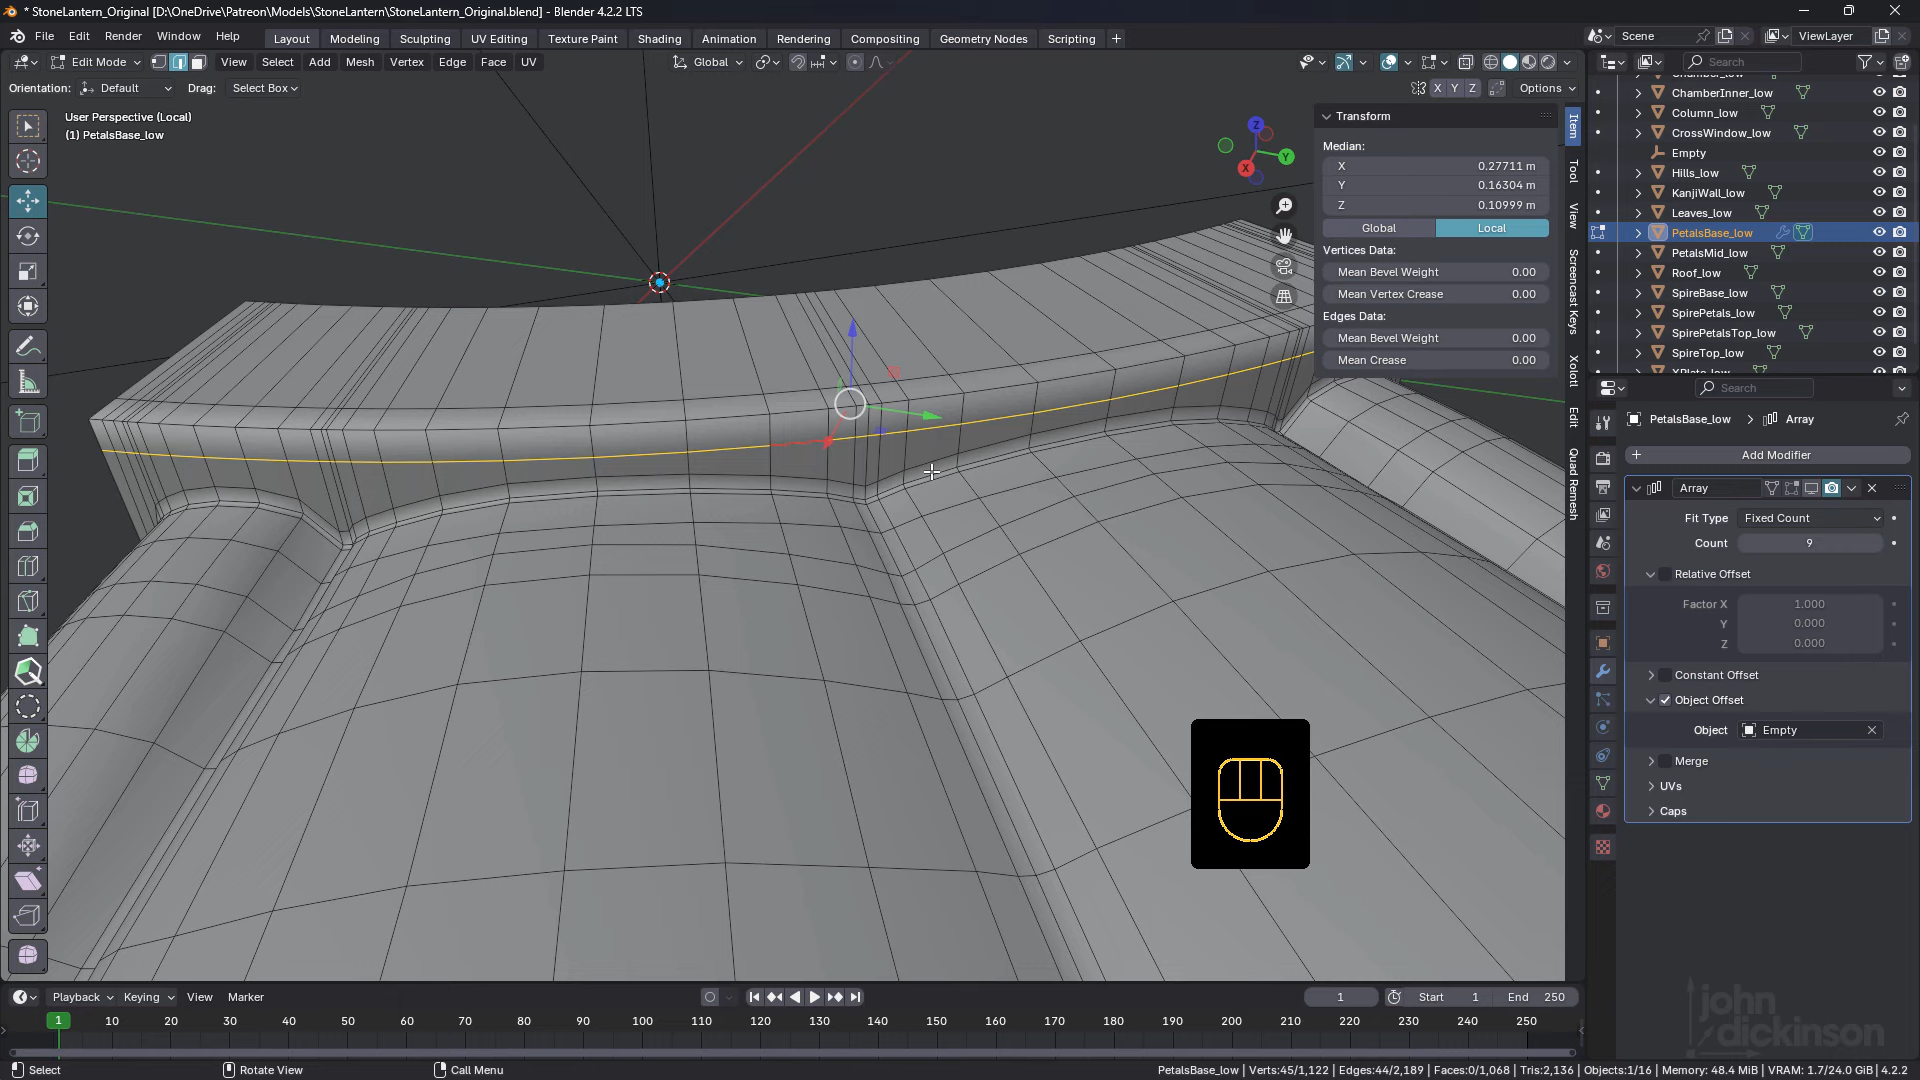 * StoneLantern_Original [D:\OneDrive\Patreon\Models\StoneLantern\StoneLantern_Original.blend] - Blender 4.2.2 LTS
File Edit Render Window Help
Layout Modeling Sculpting UV Editing Texture Paint Shading Animation Rendering Compositing Geometry Nodes Scripting +
Scene
ViewLayer
Edit Mode View Select Add Mesh Vertex Edge Face UV
Global
Search
Orientation: Default Drag: Select Box
X Y Z Options
User Perspective (Local)
(1) PetalsBase_low
Z
Y
X
Transform
Median:
X 0.27711 m
Y 0.16304 m
Z 0.10999 m
Global Local
Vertices Data:
Mean Bevel Weight 0.00
Mean Vertex Crease 0.00
Edges Data:
Mean Bevel Weight 0.00
Mean Crease 0.00
Item
Tool
View
Screencast Keys
Xolotl
Edit
Quad Remesh
Chamber_low
ChamberInner_low
Column_low
CrossWindow_low
Empty
Hills_low
KanjiWall_low
Leaves_low
PetalsBase_low
PetalsMid_low
Roof_low
SpireBase_low
SpirePetals_low
SpirePetalsTop_low
SpireTop_low
Search
PetalsBase_low > Array
+ Add Modifier
Array
Fit Type Fixed Count
Count 9
Relative Offset
Factor X 1.000
Y 0.000
Z 0.000
Constant Offset
Object Offset
Object Empty
Merge
UVs
Caps
Playback Keying View Marker
1
Start 1
End 250
1 10 20 30 40 50 60 70 80 90 100 110 120 130 140 150 160 170 180 190 200 210 220 230 240 250
john
dickinson
Select
Rotate View
Call Menu
PetalsBase_low | Verts:45/1,122 | Edges:44/2,189 | Faces:0/1,068 | Tris:2,136 | Objects:1/16 | Memory: 48.4 MiB | VRAM: 1.7/24.0 GiB | 4.2.2